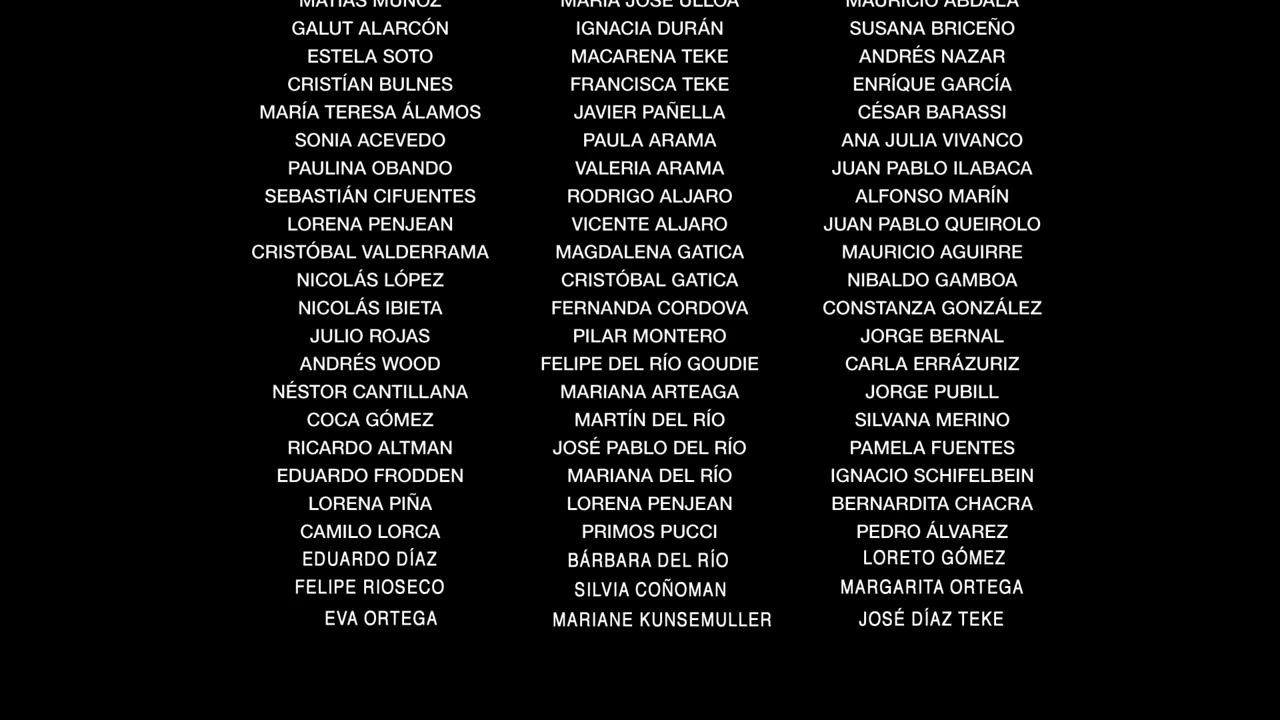 MATÍAS MUÑOZ MARÍA JOSÉ ULLOA MAURICIO ABDALA
GALUT ALARCÓN IGNACIA DURÁN SUSANA BRICEÑO
ESTELA SOTO MACARENA TEKE ANDRÉS NAZAR
CRISTÍAN BULNES FRANCISCA TEKE ENRÍQUE GARCÍA
MARÍA TERESA ÁLAMOS JAVIER PAÑELLA CÉSAR BARASSI
SONIA ACEVEDO PAULA ARAMA ANA JULIA VIVANCO
PAULINA OBANDO VALERIA ARAMA JUAN PABLO ILABACA
SEBASTIÁN CIFUENTES RODRIGO ALJARO ALFONSO MARÍN
LORENA PENJEAN VICENTE ALJARO JUAN PABLO QUEIROLO
CRISTÓBAL VALDERRAMA MAGDALENA GATICA MAURICIO AGUIRRE
NICOLÁS LÓPEZ CRISTÓBAL GATICA NIBALDO GAMBOA
NICOLÁS IBIETA FERNANDA CORDOVA CONSTANZA GONZÁLEZ
JULIO ROJAS PILAR MONTERO JORGE BERNAL
ANDRÉS WOOD FELIPE DEL RÍO GOUDIE CARLA ERRÁZURIZ
NÉSTOR CANTILLANA MARIANA ARTEAGA JORGE PUBILL
COCA GÓMEZ MARTÍN DEL RÍO SILVANA MERINO
RICARDO ALTMAN JOSÉ PABLO DEL RÍO PAMELA FUENTES
EDUARDO FRODDEN MARIANA DEL RÍO IGNACIO SCHIFELBEIN
LORENA PIÑA LORENA PENJEAN BERNARDITA CHACRA
CAMILO LORCA PRIMOS PUCCI PEDRO ÁLVAREZ
EDUARDO DÍAZ BÁRBARA DEL RÍO LORETO GÓMEZ
FELIPE RIOSECO SILVIA COÑOMAN MARGARITA ORTEGA
EVA ORTEGA MARIANE KUNSEMULLER JOSÉ DÍAZ TEKE